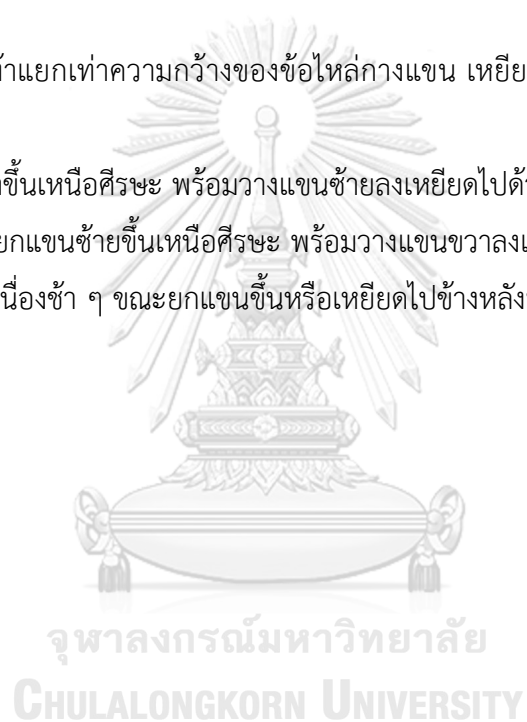 าแยกเท่าความกว้างของข้อไหล่กางแขน เหยีย
ขึ้นเหนือศีรษะ พร้อมวางแขนซ้ายลงเหยียดไปด้
ยกแขนซ้ายขึ้นเหนือศีรษะ พร้อมวางแขนขวาลงเ
นื่องช้า ๆ ขณะยกแขนขึ้นหรือเหยียดไปข้างหลัง
จุฬาลงกรณ์มหาวิทยาลัย
CHULALONGKORN UNIVERSITY